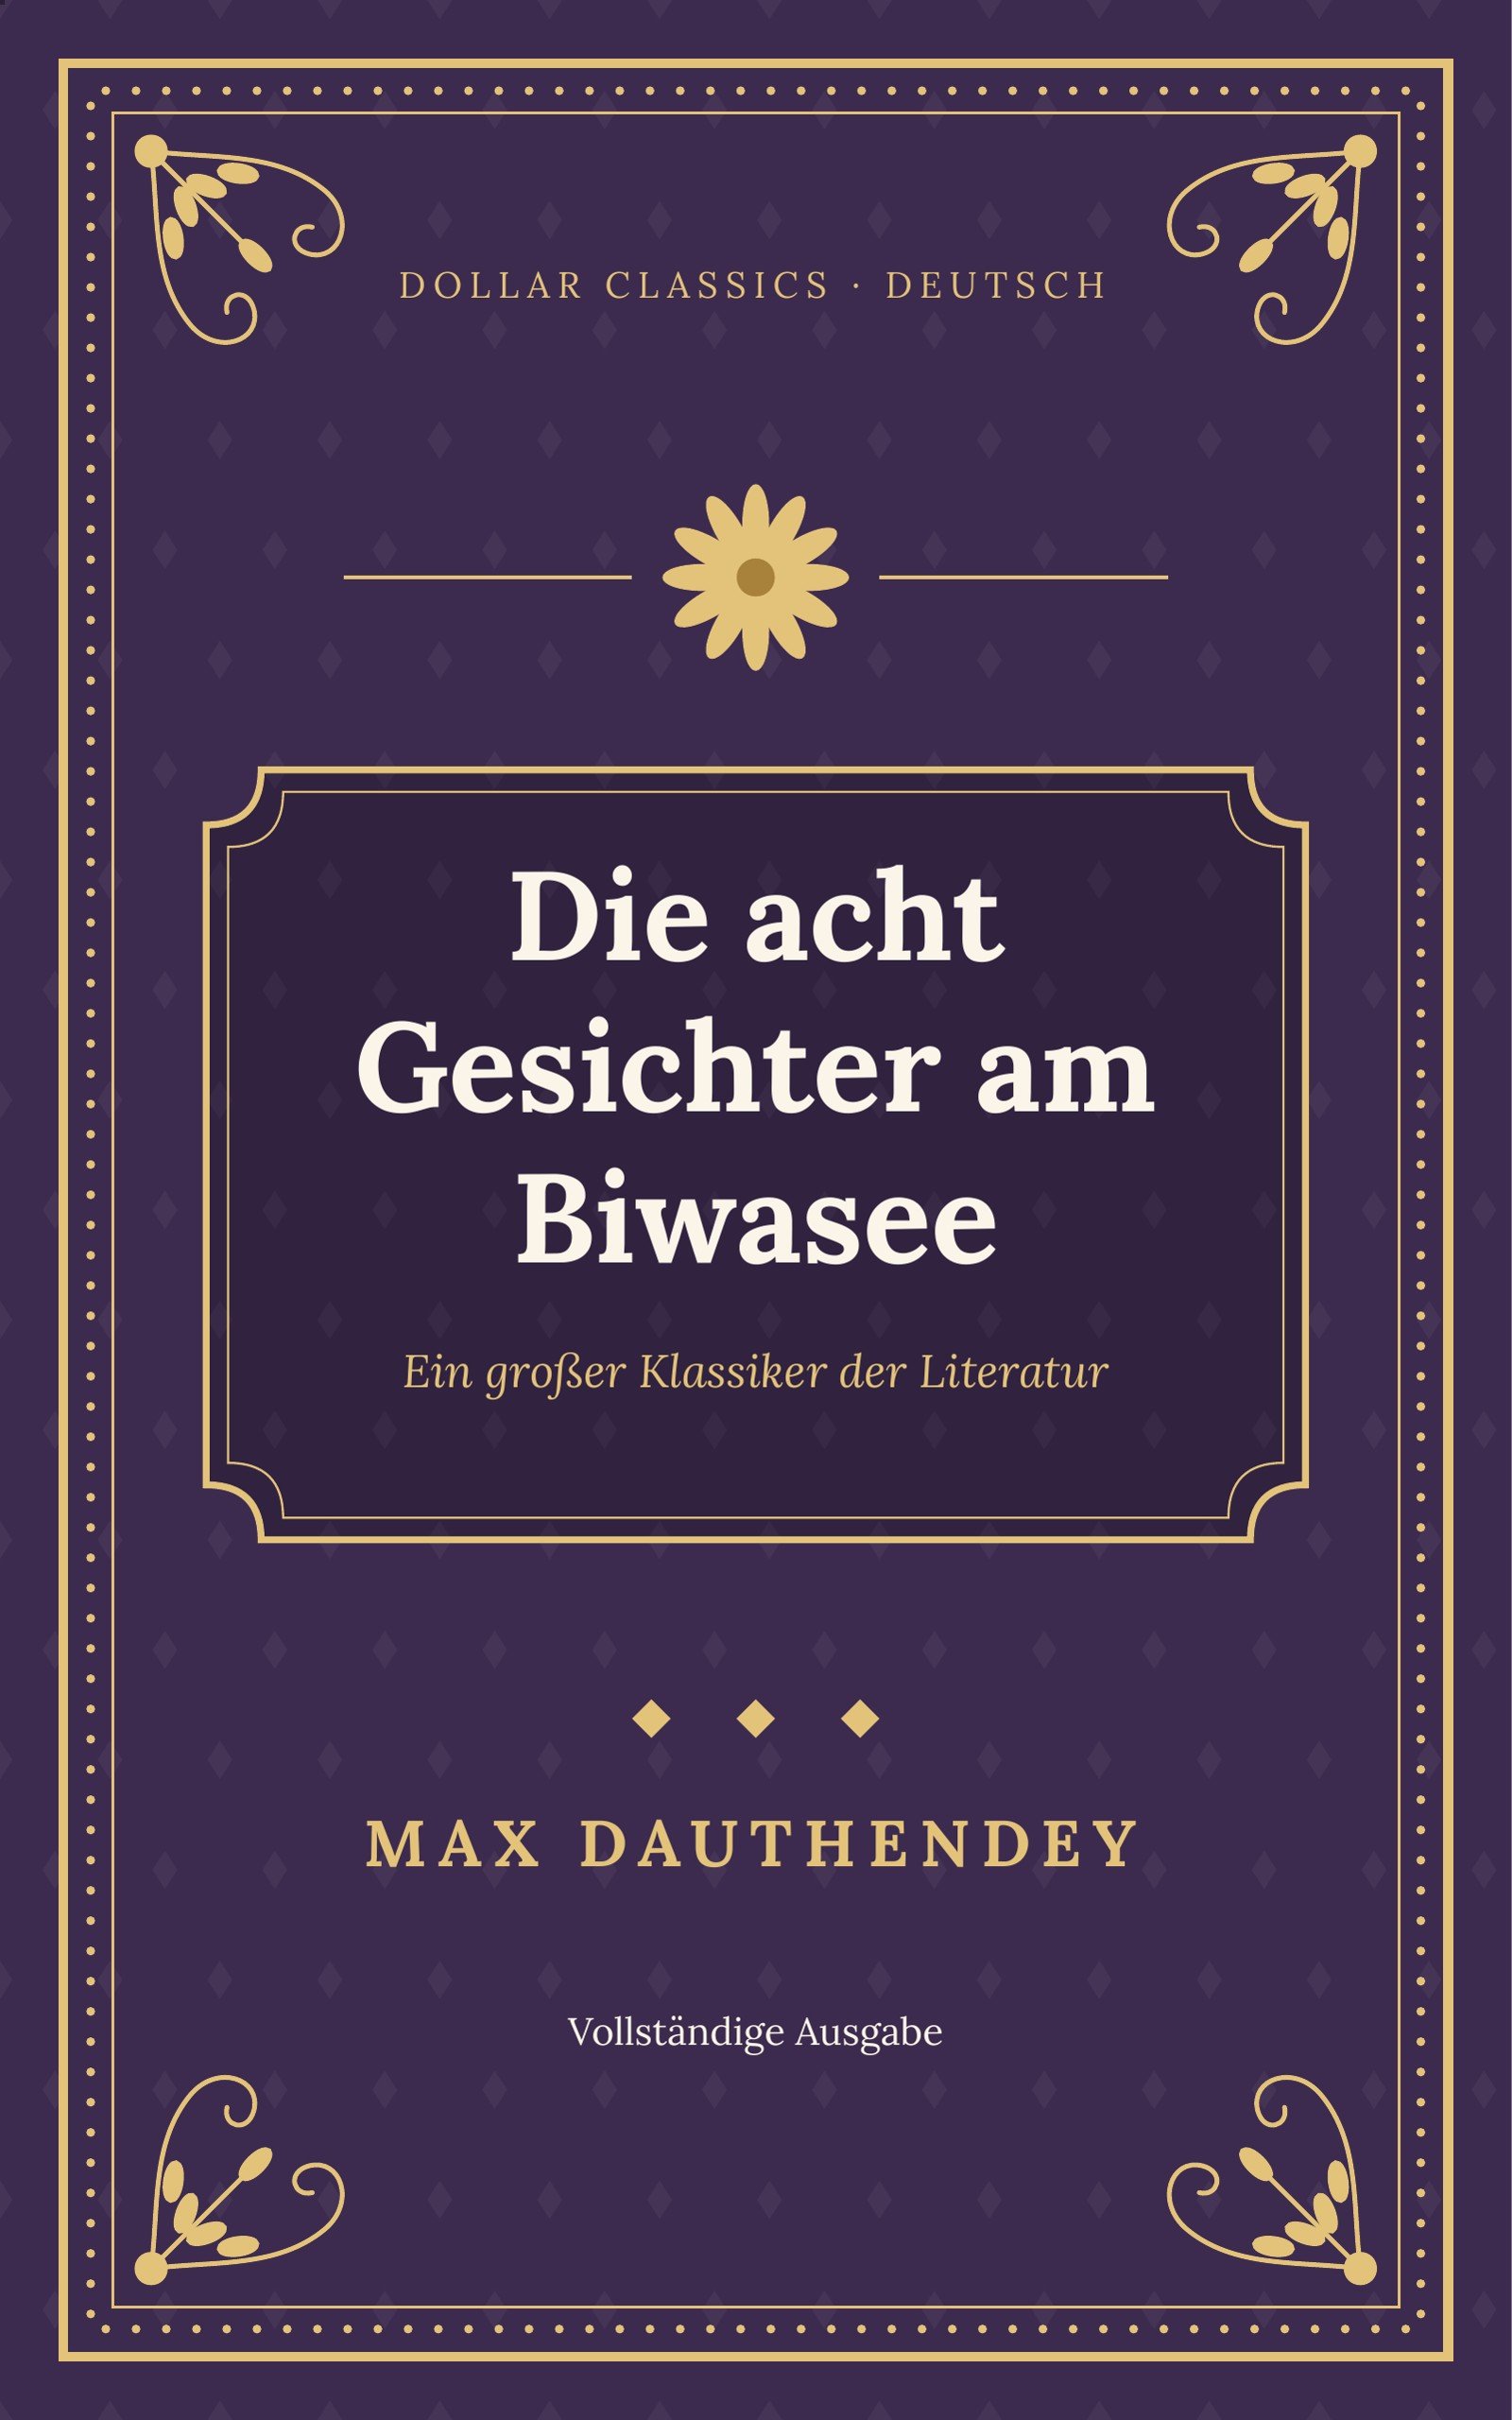 DOLLAR CLASSICS · DEUTSCH
Die acht
Gesichter am
Biwasee
Ein großer Klassiker der Literatur
MAX DAUTHENDEY
Vollständige Ausgabe